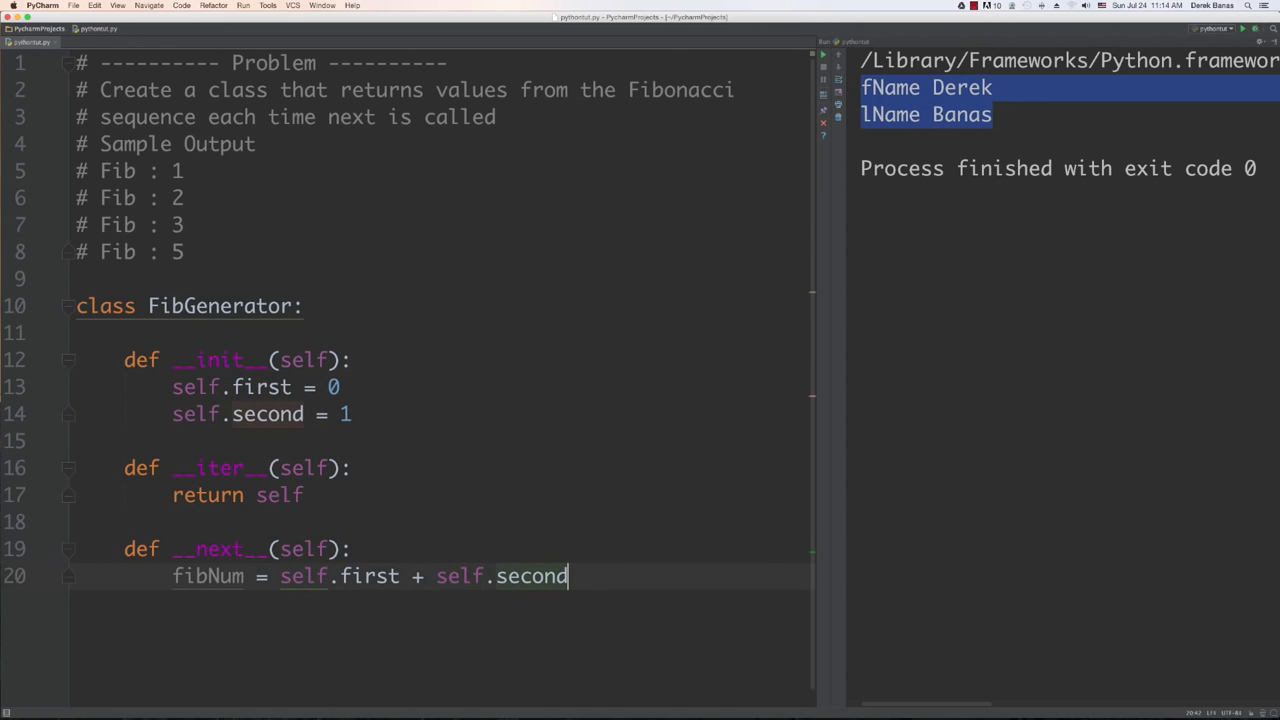 PyCharm File Edit View Navigate Code Refactor Run Tools VCS Window Help
10 Sun Jul 24 11:14 AM Derek Banas
pythontut.py - PycharmProjects - [~/PycharmProjects]
PycharmProjects pythontut.py
pythontut
pythontut.py
Run: pythontut
1 # ---------- Problem ----------
2 # Create a class that returns values from the Fibonacci
3 # sequence each time next is called
4 # Sample Output
5 # Fib : 1
6 # Fib : 2
7 # Fib : 3
8 # Fib : 5
9
10 class FibGenerator:
11
12 def __init__(self):
13 self.first = 0
14 self.second = 1
15
16 def __iter__(self):
17 return self
18
19 def __next__(self):
20 fibNum = self.first + self.second
/Library/Frameworks/Python.framewor
fName Derek
lName Banas
Process finished with exit code 0
20:42 LF‡ UTF-8‡